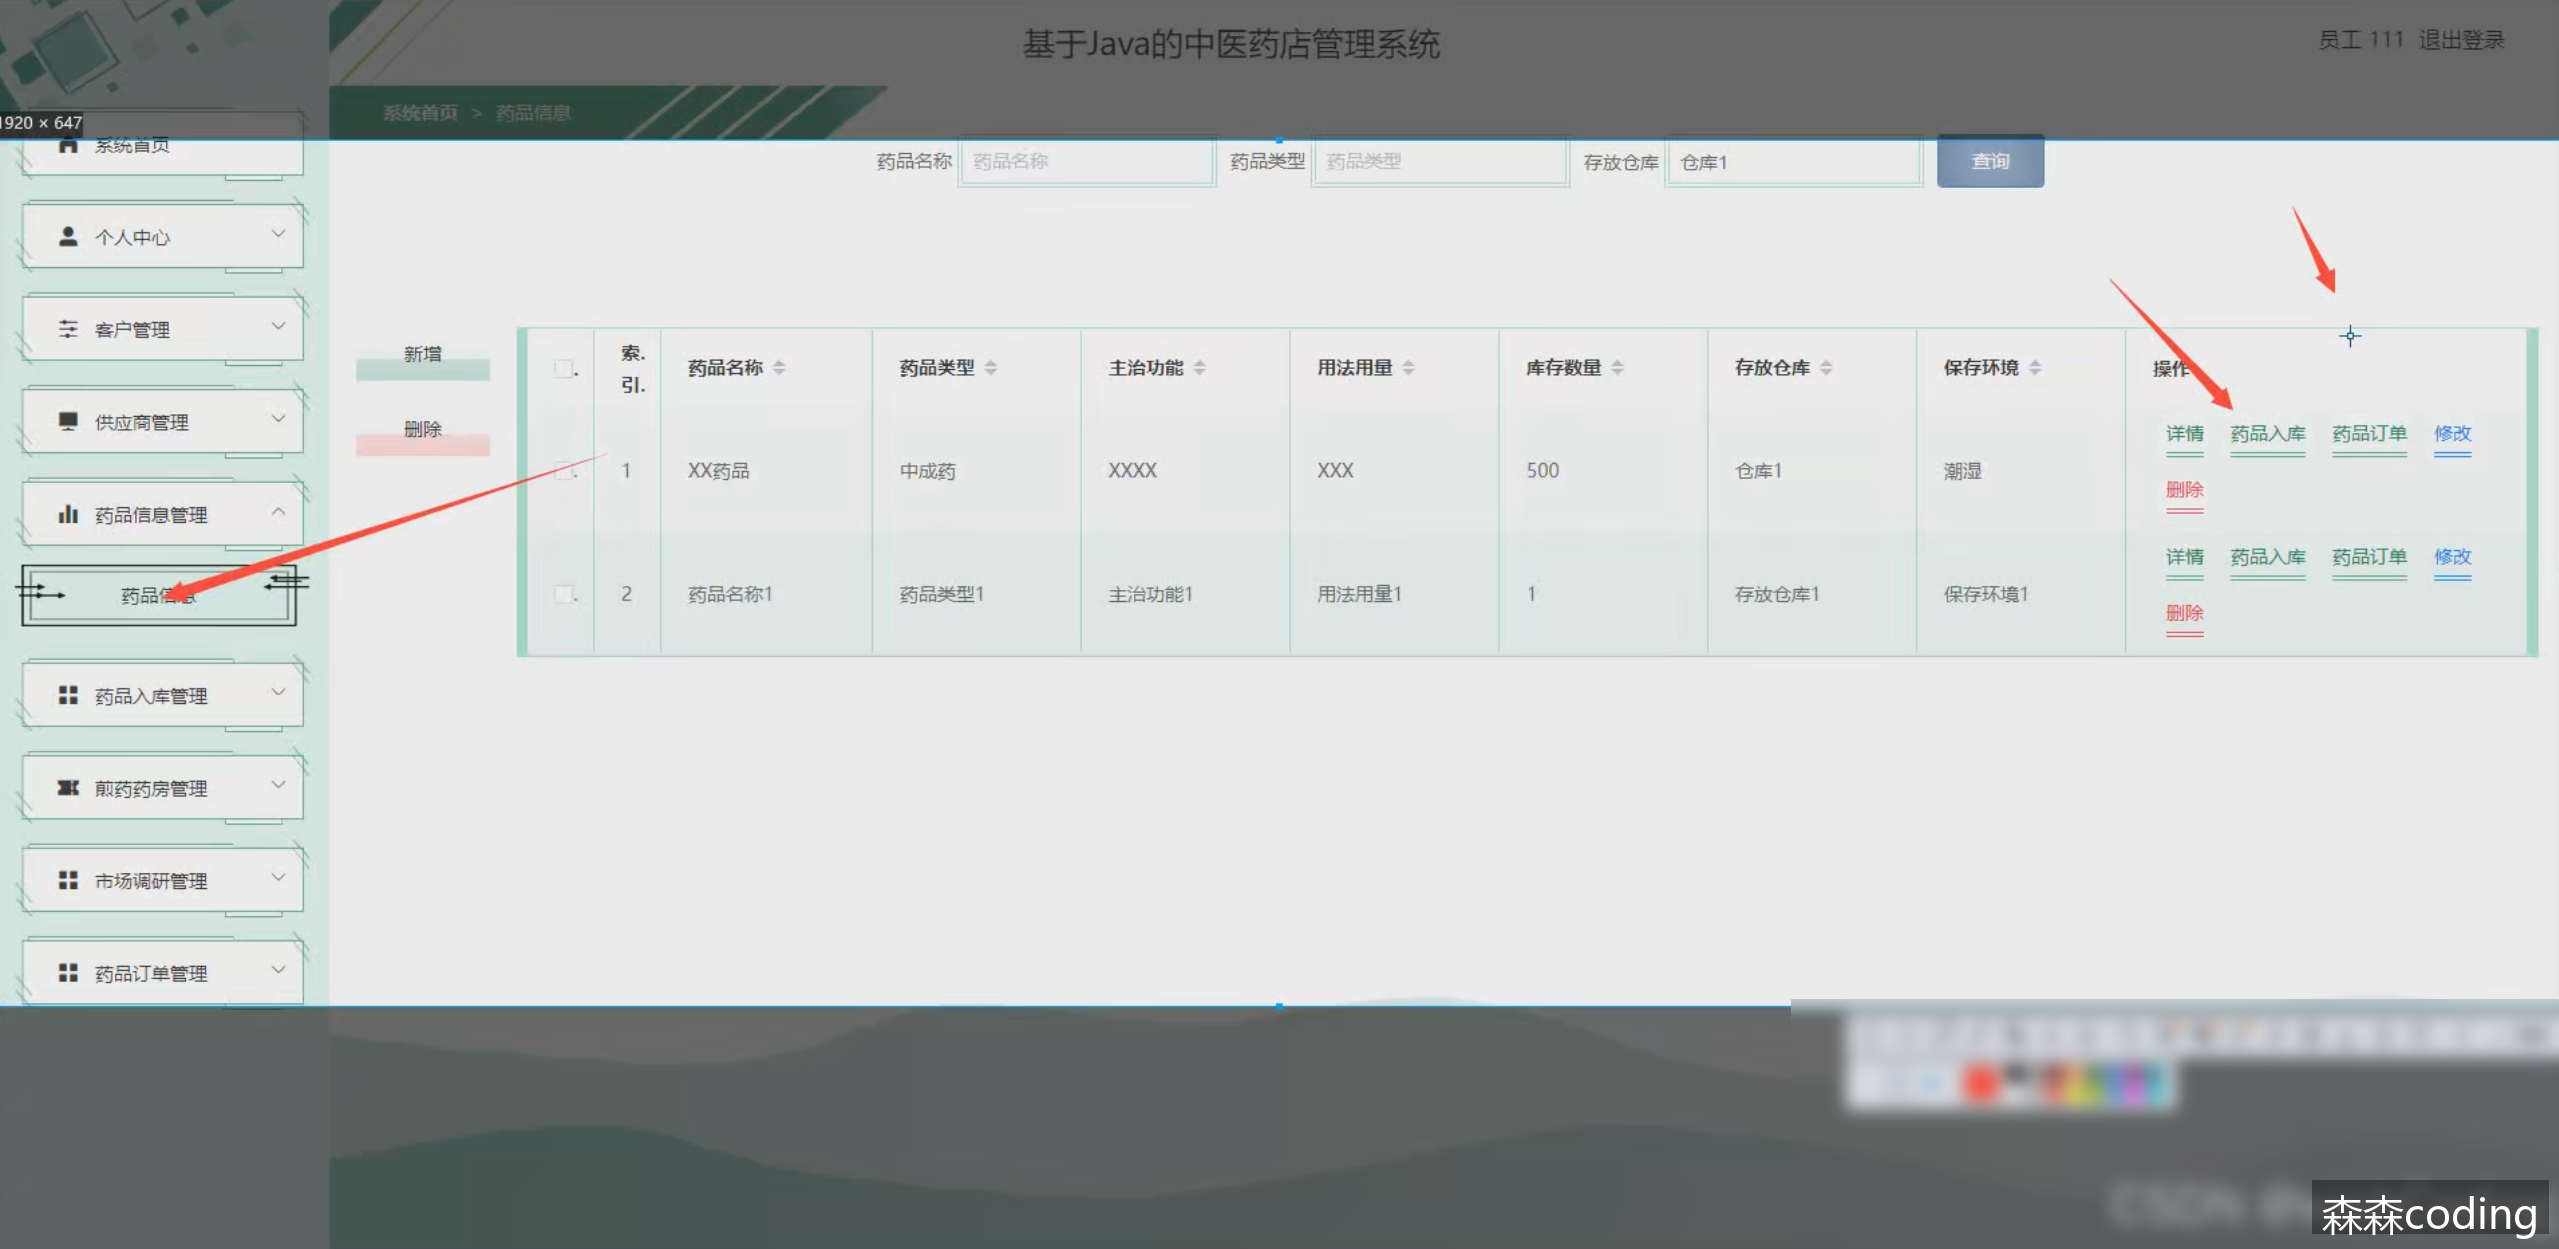 基于Java的中医药店管理系统
员工 111 退出登录
系统首页 > 药品信息
1920 × 647
系统首页
药品名称 药品名称 药品类型 药品类型 存放仓库 仓库1 查询
个人中心
客户管理
供应商管理
药品信息管理
药品信息
药品入库管理
煎药药房管理
市场调研管理
药品订单管理
新增
删除
索. 引. 药品名称 药品类型 主治功能 用法用量 库存数量 存放仓库 保存环境 操作
1 XX药品 中成药 XXXX XXX 500 仓库1 潮湿 详情 药品入库 药品订单 修改
删除
2 药品名称1 药品类型1 主治功能1 用法用量1 1 存放仓库1 保存环境1 详情 药品入库 药品订单 修改
删除
森森coding